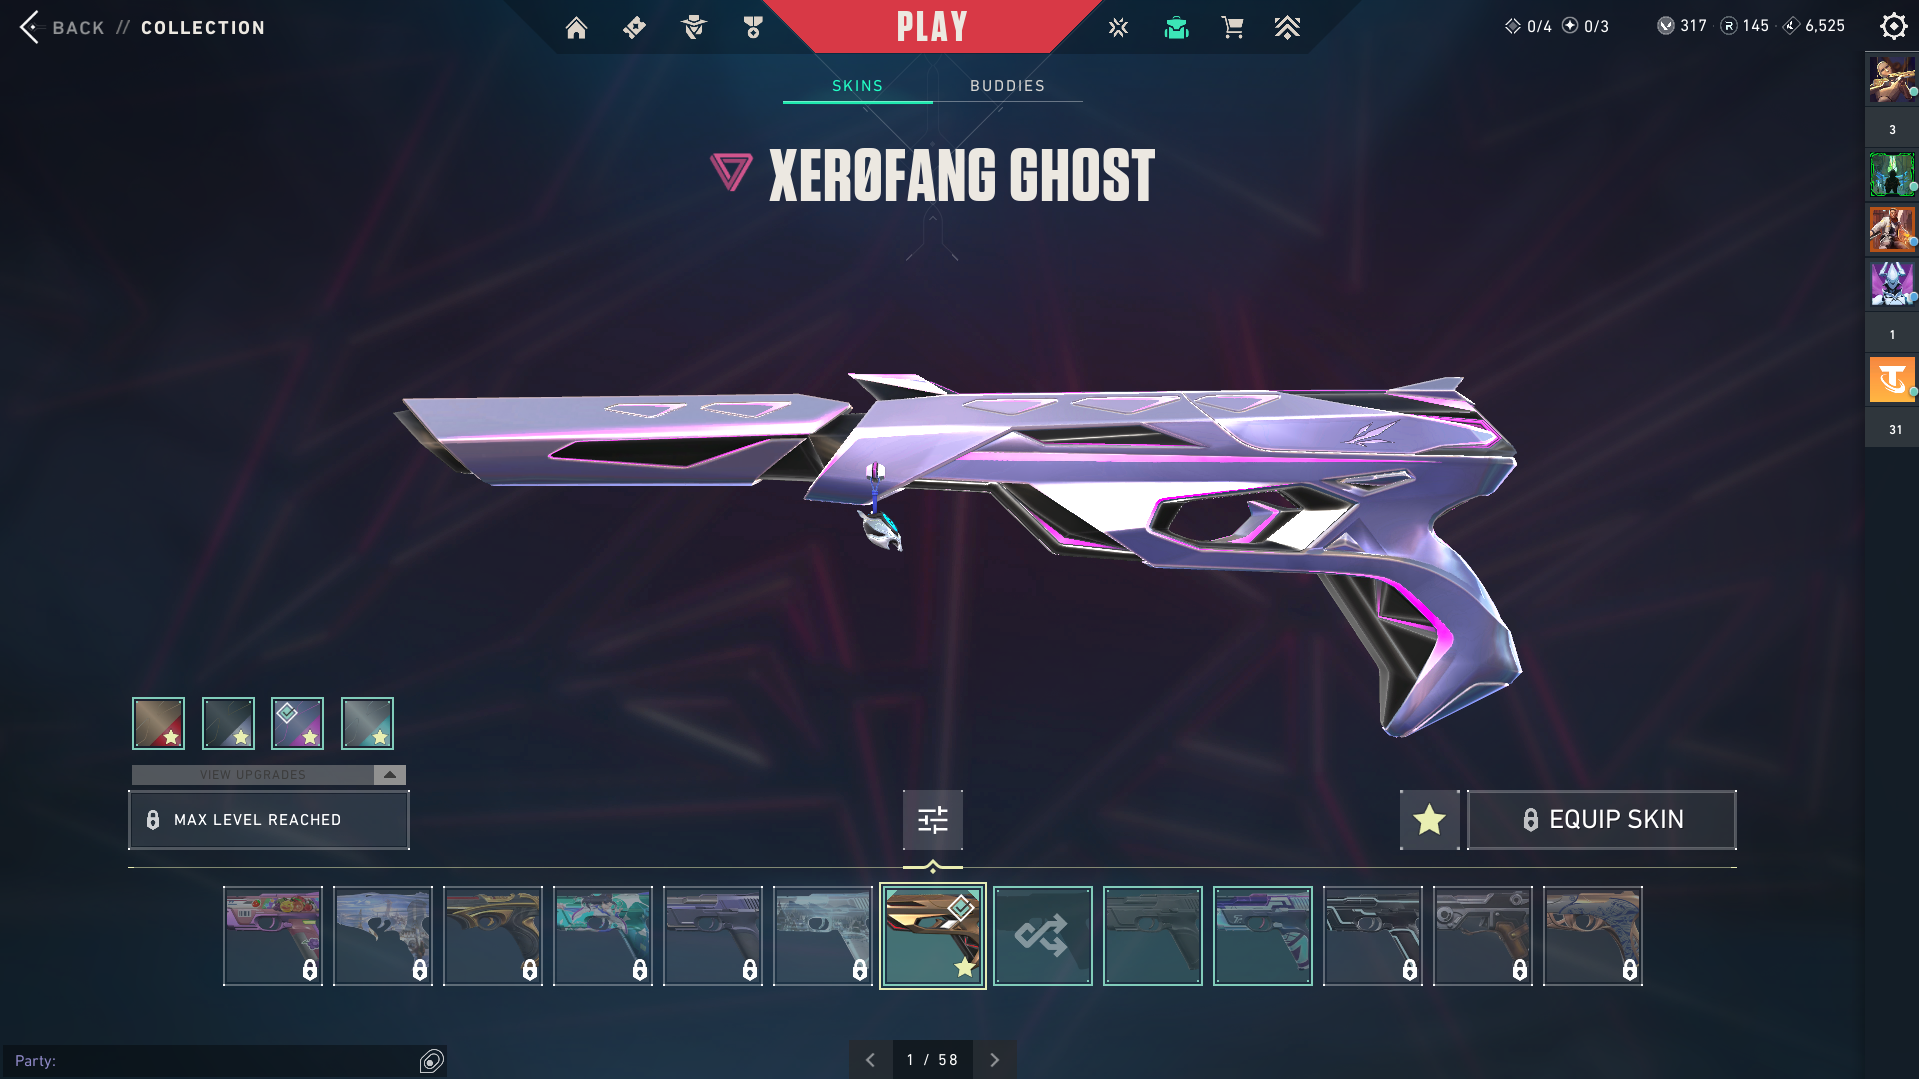 BACK // COLLECTION
PLAY
0/4 0/3 317 R 145 6,525
SKINS BUDDIES
XERØFANG GHOST
3
1
31
VIEW UPGRADES
MAX LEVEL REACHED
EQUIP SKIN
Party:
1 / 58